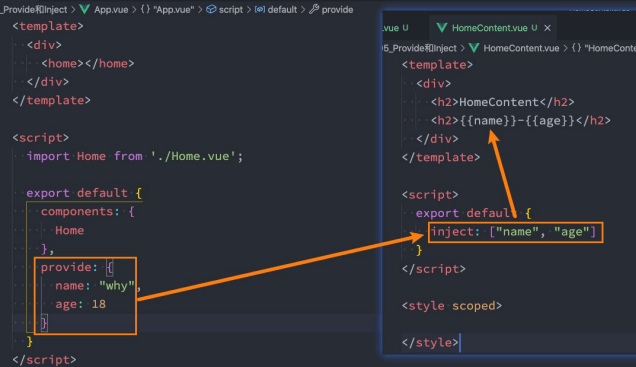 _Provide和Inject > App.vue > {} "App.vue" > script > default > provide
<template>
<div>
<home></home>
</div>
</template>
<script>
import Home from './Home.vue';
export default {
components: {
Home
},
provide: {
name: "why",
age: 18
}
}
</script>
.vue U HomeContent.vue U ×
05_Provide和Inject > HomeContent.vue > {} "HomeConte
<template>
<div>
<h2>HomeContent</h2>
<h2>{{name}}-{{age}}</h2>
</div>
</template>
<script>
export default {
inject: ["name", "age"]
}
</script>
<style scoped>
</style>